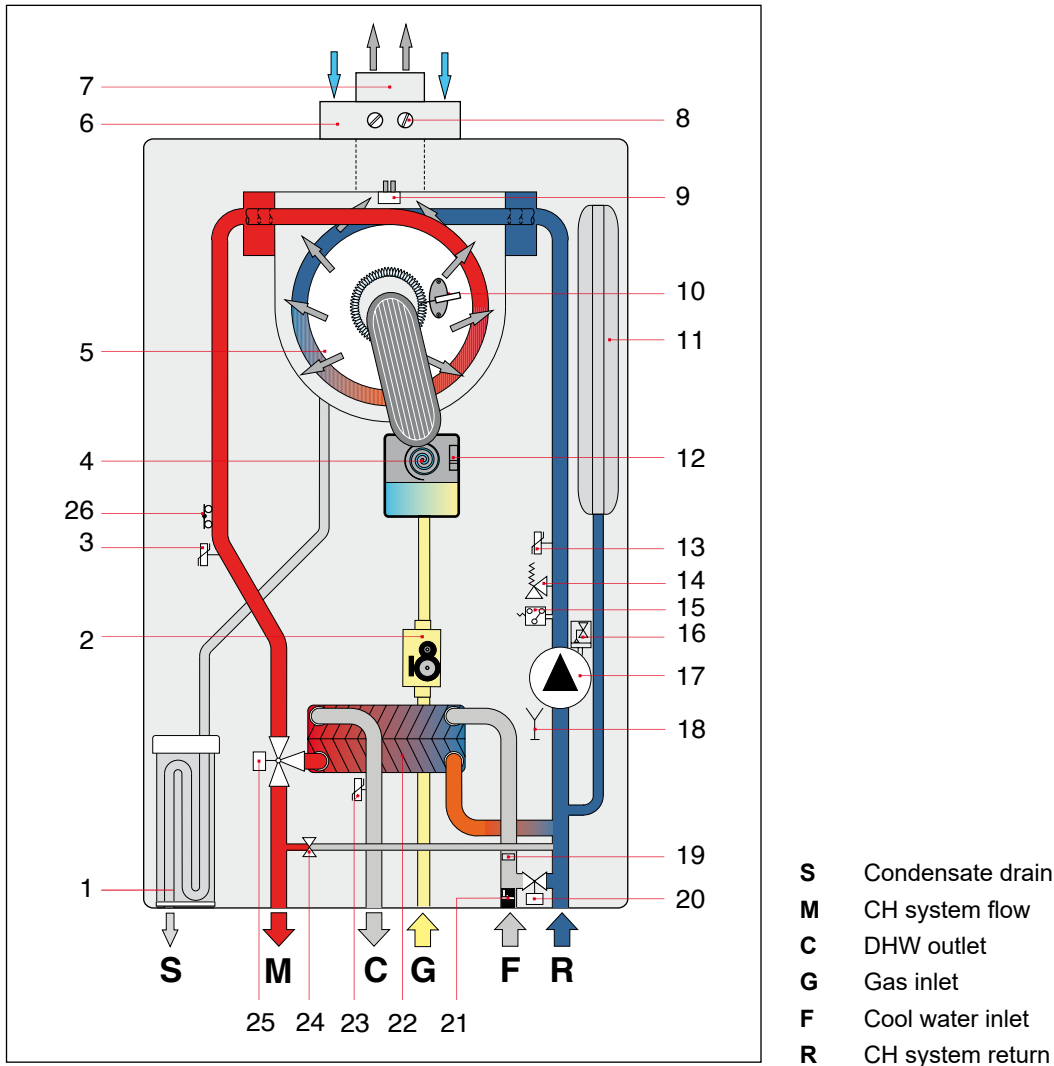 7
6
8
9
10
5
11
4
12
26
3
13
14
15
2
16
17
18
1
19
20
S M C G F R
25 24 23 22 21
S Condensate drain
M CH system flow
C DHW outlet
G Gas inlet
F Cool water inlet
R CH system return